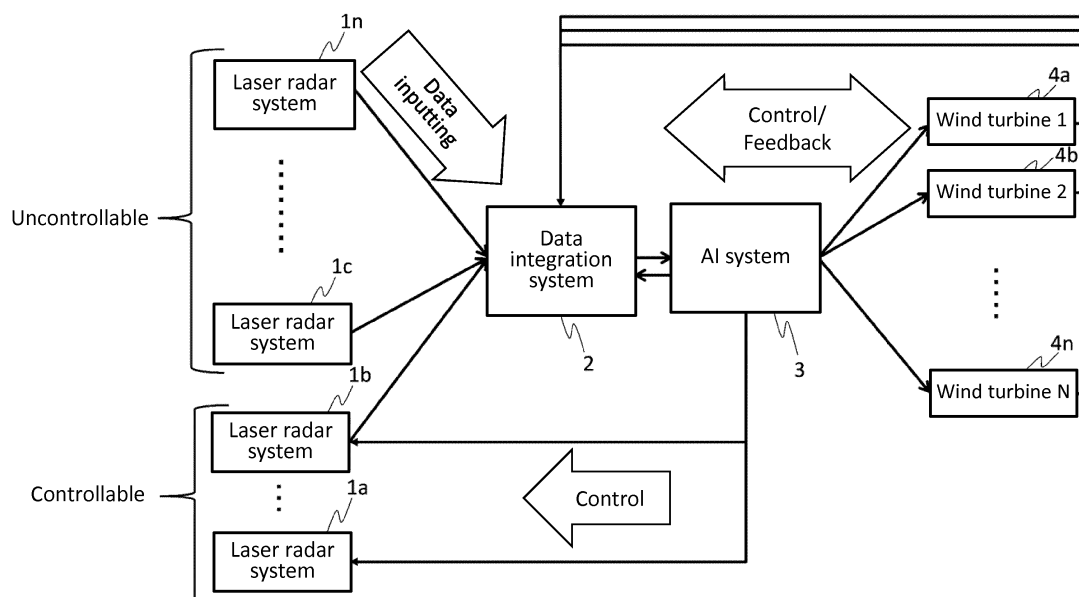 1n
Laser radar
system
Data
inputting
Control/
Feedback
4a
Wind turbine 1
4b
Wind turbine 2
Uncontrollable
Data
integration
system
2
AI system
3
1c
Laser radar
system
4n
Wind turbine N
1b
Laser radar
system
Controllable
Control
1a
Laser radar
system